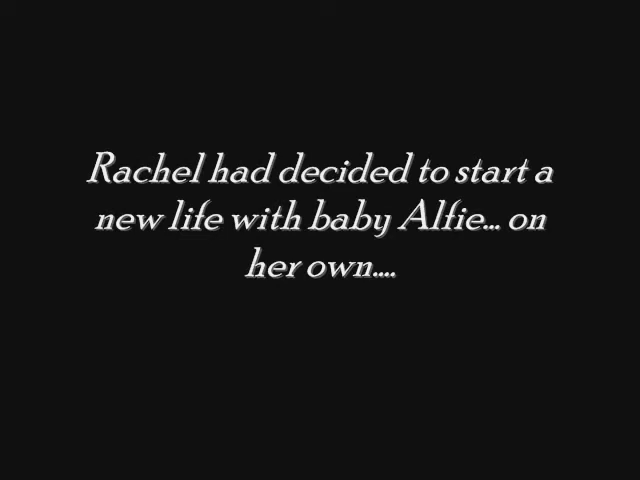 Rachel had decided to start a
new life with baby Alfie... on
her own....